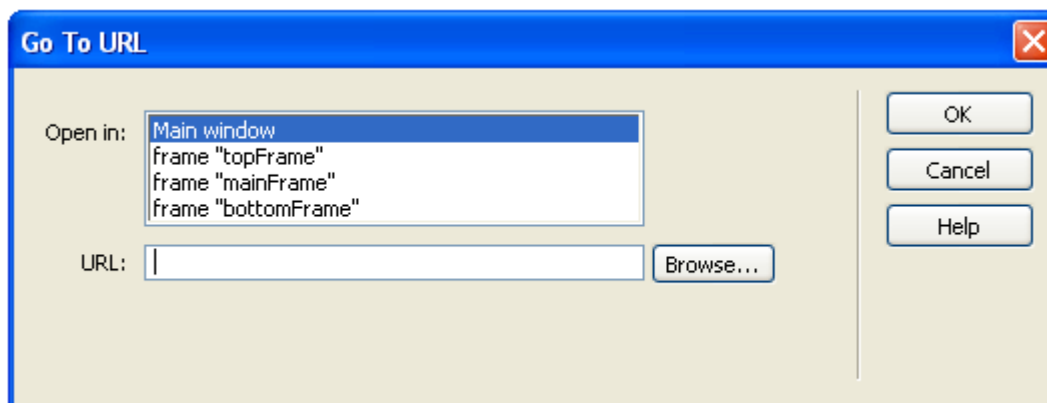 Go To URL
Open in:
Main window
frame "topFrame"
frame "mainFrame"
frame "bottomFrame"
URL:
Browse...
OK
Cancel
Help